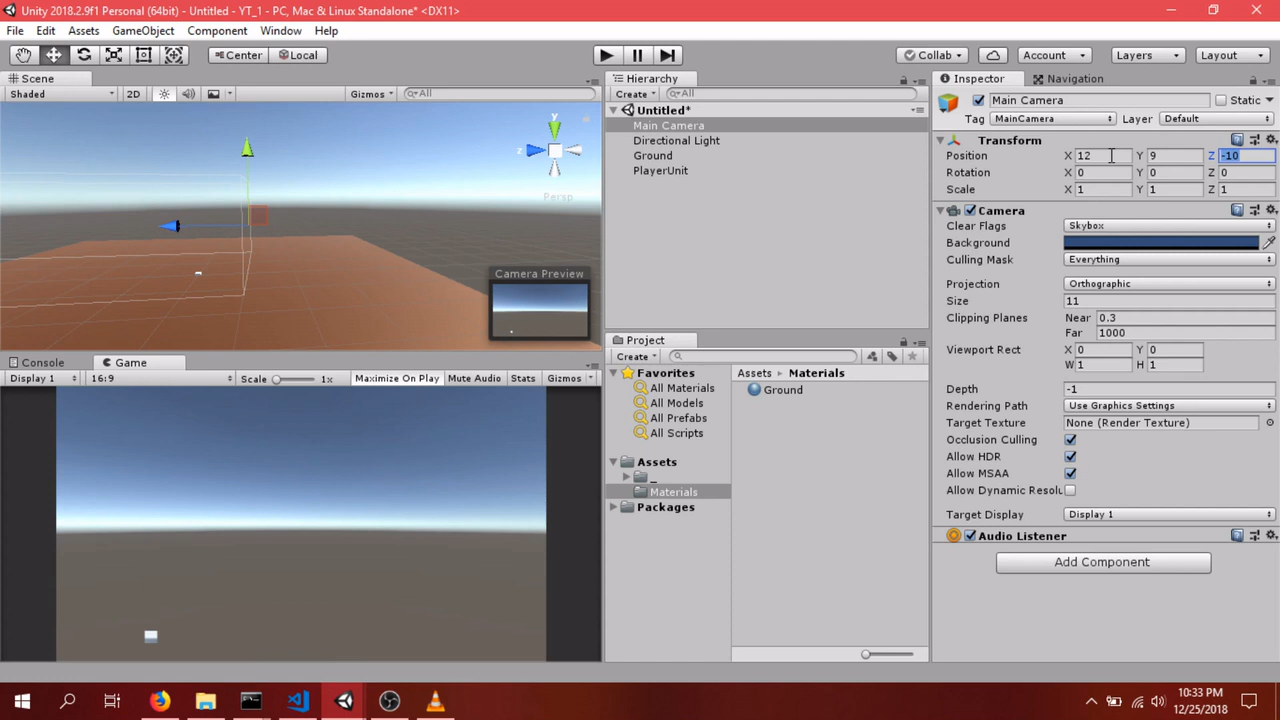 Unity 2018.2.9f1 Personal (64bit) - Untitled - YT_1 - PC, Mac & Linux Standalone* <DX11>
File Edit Assets GameObject Component Window Help
Center Local Collab Account Layers Layout
Scene
Shaded 2D Gizmos All
y
z
Persp
Camera Preview
Console Game
Display 1 16:9 Scale 1x Maximize On Play Mute Audio Stats Gizmos
Hierarchy
Create All
Untitled*
Main Camera
Directional Light
Ground
PlayerUnit
Project
Create
Favorites
All Materials
All Models
All Prefabs
All Scripts
Assets
_
Materials
Packages
Assets Materials
Ground
Inspector Navigation
Main Camera Static
Tag MainCamera Layer Default
Transform
Position X 12 Y 9 Z -10
Rotation X 0 Y 0 Z 0
Scale X 1 Y 1 Z 1
Camera
Clear Flags Skybox
Background
Culling Mask Everything
Projection Orthographic
Size 11
Clipping Planes Near 0.3
Far 1000
Viewport Rect X 0 Y 0
W 1 H 1
Depth -1
Rendering Path Use Graphics Settings
Target Texture None (Render Texture)
Occlusion Culling
Allow HDR
Allow MSAA
Allow Dynamic Resolu
Target Display Display 1
Audio Listener
Add Component
10:33 PM
12/25/2018